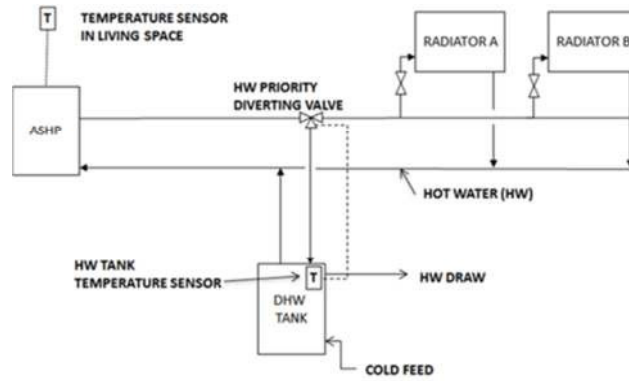 T
TEMPERATURE SENSOR
IN LIVING SPACE
RADIATOR A
RADIATOR B
HW PRIORITY
DIVERTING VALVE
ASHP
HOT WATER (HW)
HW TANK
TEMPERATURE SENSOR
T
HW DRAW
DHW
TANK
COLD FEED